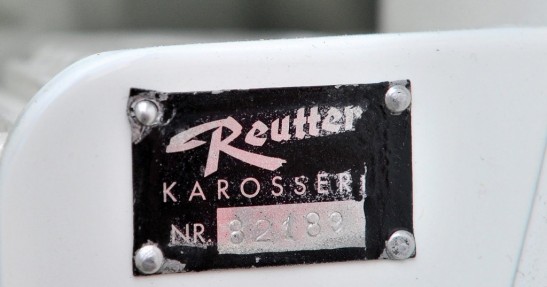 Reutter
KAROSSERI
NR. 82189